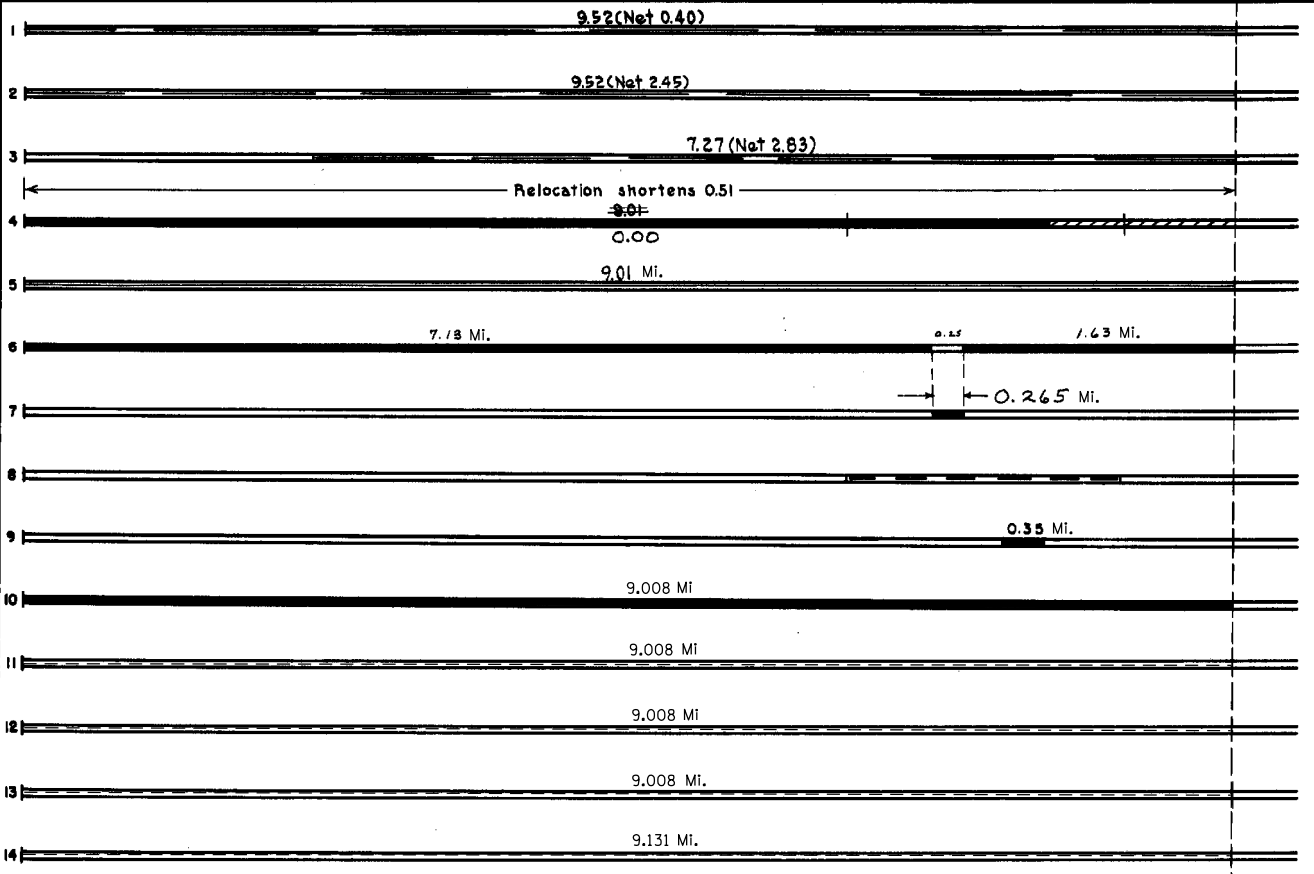 9.52(Net 0.40)
1
9.52(Net 2.45)
2
7.27 (Net 2.83)
3
Relocation shortens 0.51
9.01
4
0.00
9.01 Mi.
5
7.13 Mi. 0.25 1.63 Mi.
6
0.265 Mi.
7
8
0.35 Mi.
9
9.008 Mi
10
9.008 Mi
11
9.008 Mi
12
9.008 Mi.
13
9.131 Mi.
14